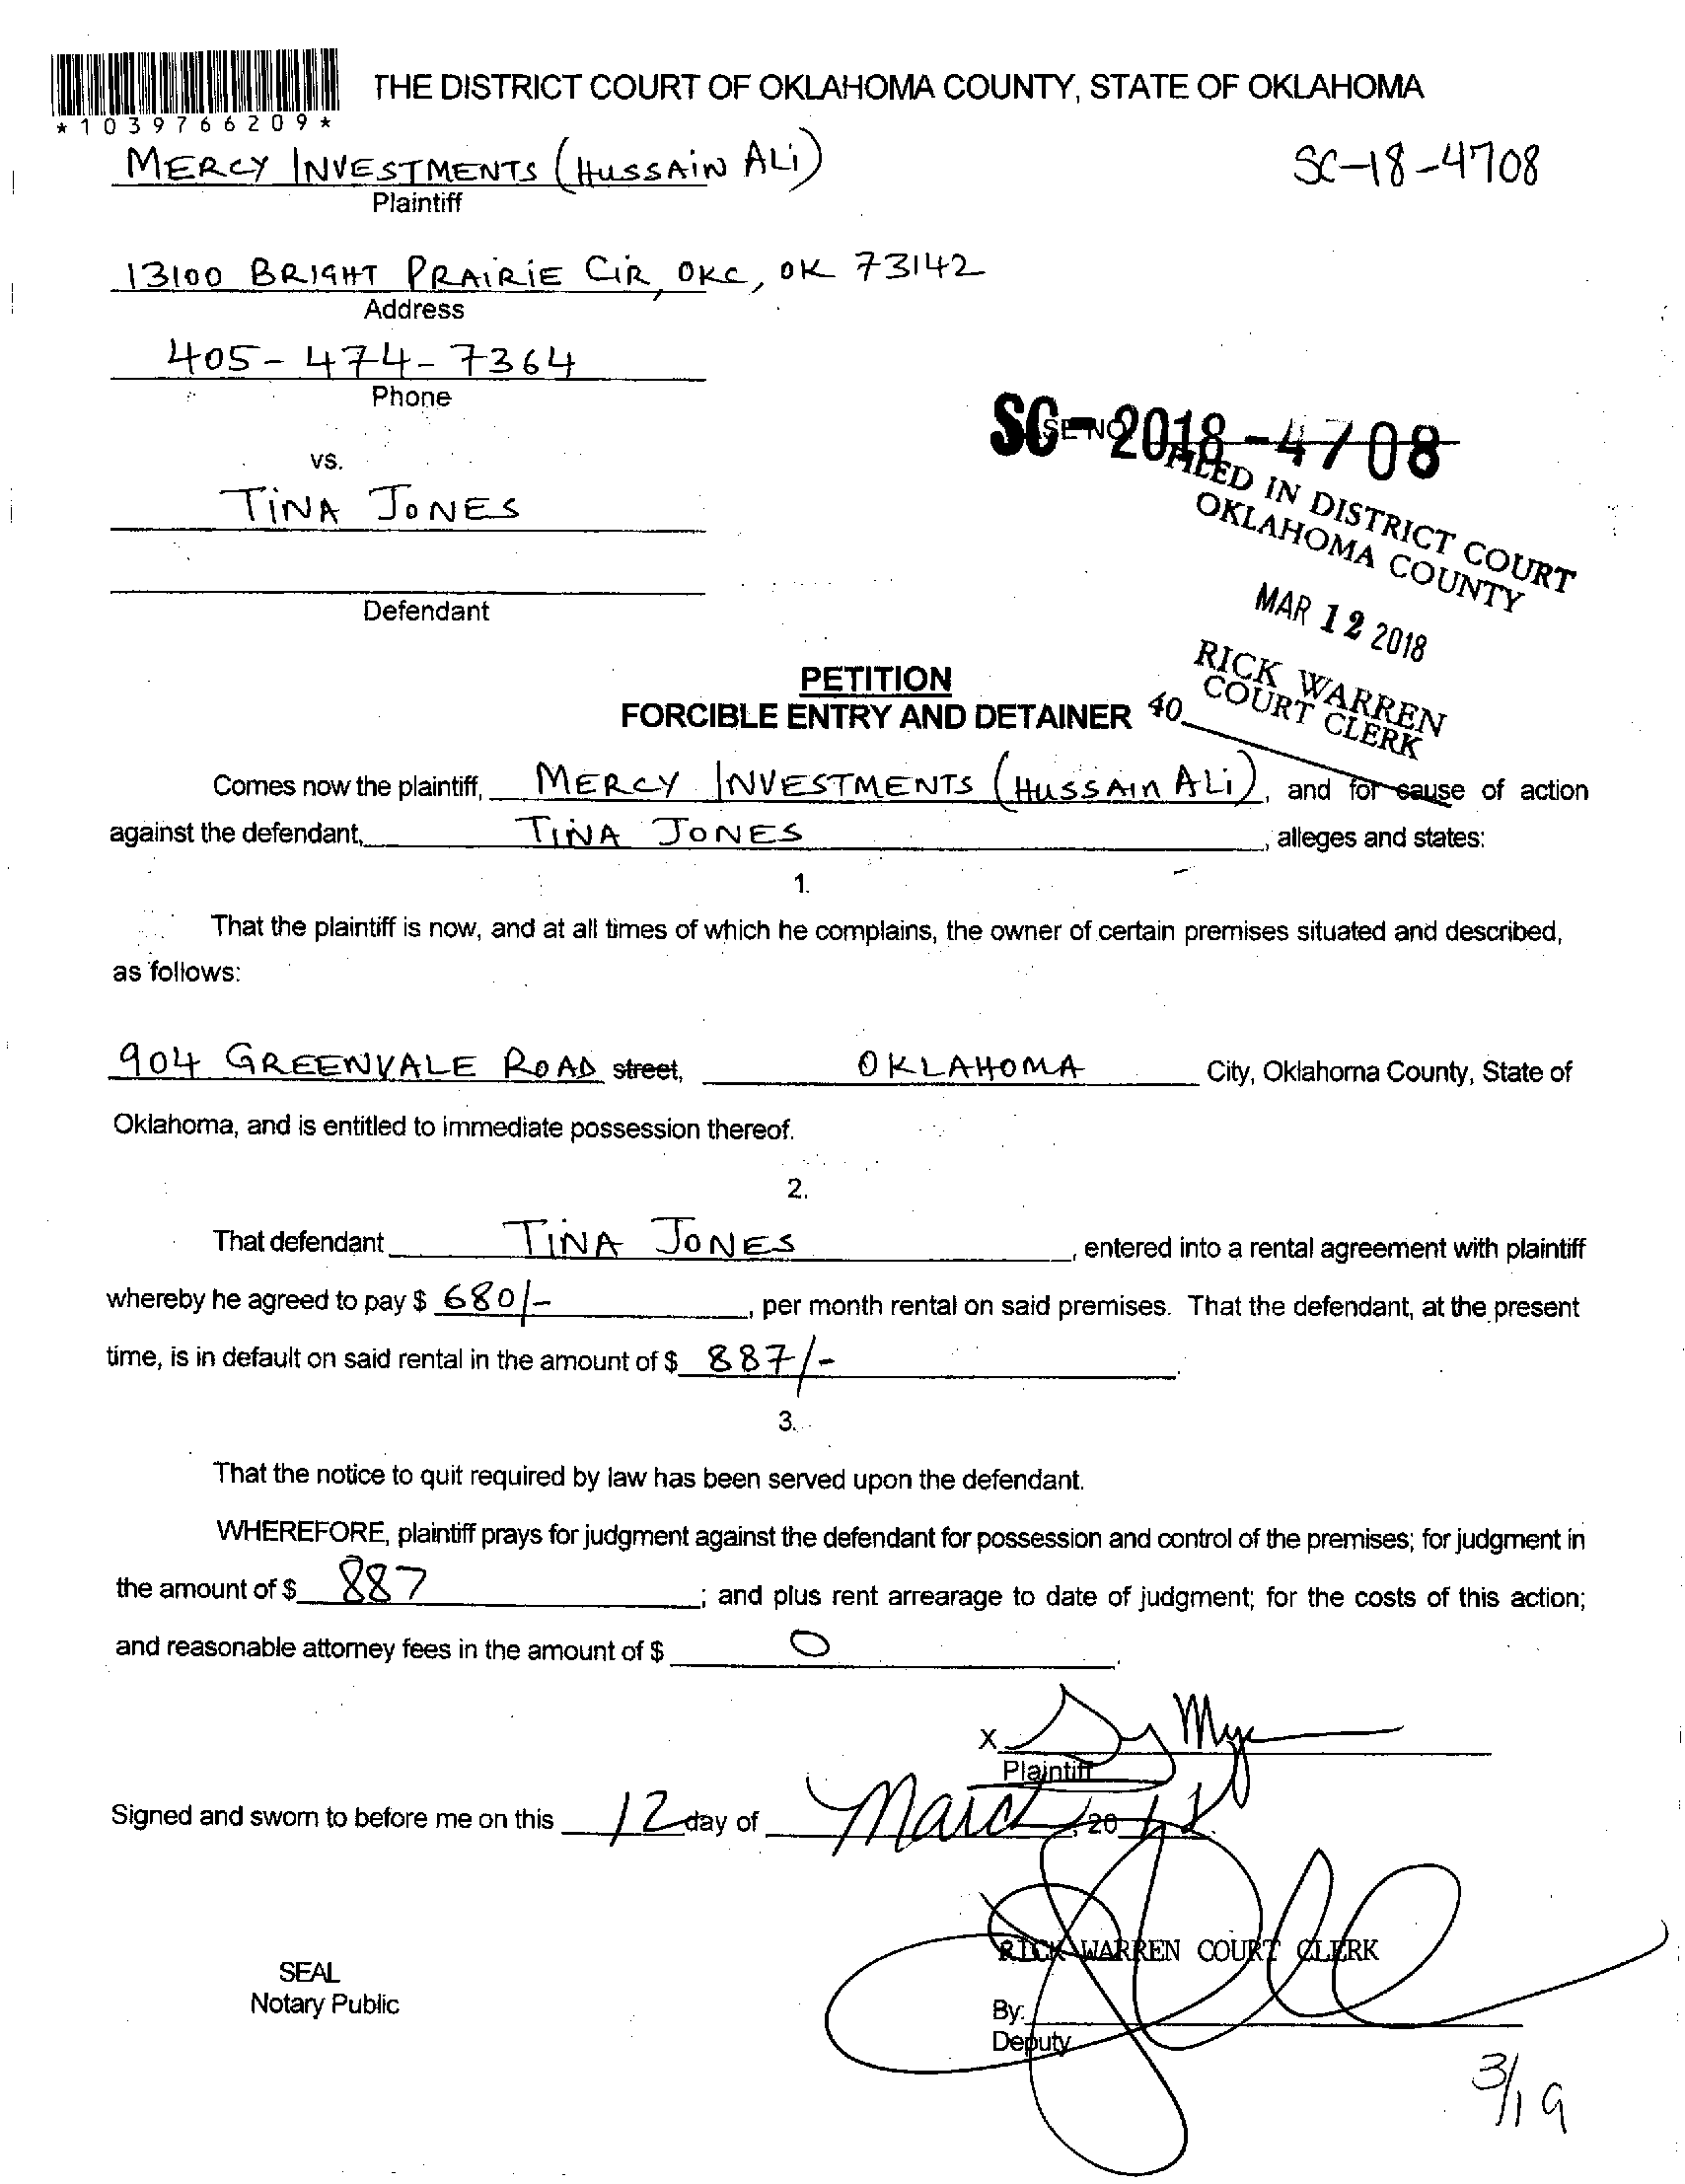 THE DISTRICT COURT OF OKLAHOMA COUNTY, STATE OF OKLAHOMA
*1039766209*
MERCY INVESTMENTS (HUSSAIN ALI)
SC-18-4708
Plaintiff
13100 BRIGHT PRAIRIE CIR, OKC, OK 73142
Address
405-474-7364
Phone
SC-2018-4708
vs.
FILED IN DISTRICT COURT
OKLAHOMA COUNTY
TINA JONES
MAR 12 2018
Defendant
RICK WARREN
COURT CLERK
PETITION
FORCIBLE ENTRY AND DETAINER
40
Comes now the plaintiff, MERCY INVESTMENTS (HUSSAIN ALI), and for cause of action
against the defendant, TINA JONES, alleges and states:
1.
That the plaintiff is now, and at all times of which he complains, the owner of certain premises situated and described,
as follows:
904 GREENVALE ROAD street, OKLAHOMA City, Oklahoma County, State of
Oklahoma, and is entitled to immediate possession thereof.
2.
That defendant TINA JONES, entered into a rental agreement with plaintiff
whereby he agreed to pay $ 680/-, per month rental on said premises. That the defendant, at the present
time, is in default on said rental in the amount of $ 887/-.
3.
That the notice to quit required by law has been served upon the defendant.
WHEREFORE, plaintiff prays for judgment against the defendant for possession and control of the premises; for judgment in
the amount of $ 887; and plus rent arrearage to date of judgment; for the costs of this action;
and reasonable attorney fees in the amount of $ 0.
X
Plaintiff
Signed and sworn to before me on this 12 day of March, 2018.
RICK WARREN COURT CLERK
SEAL
Notary Public
By:
Deputy
3/19